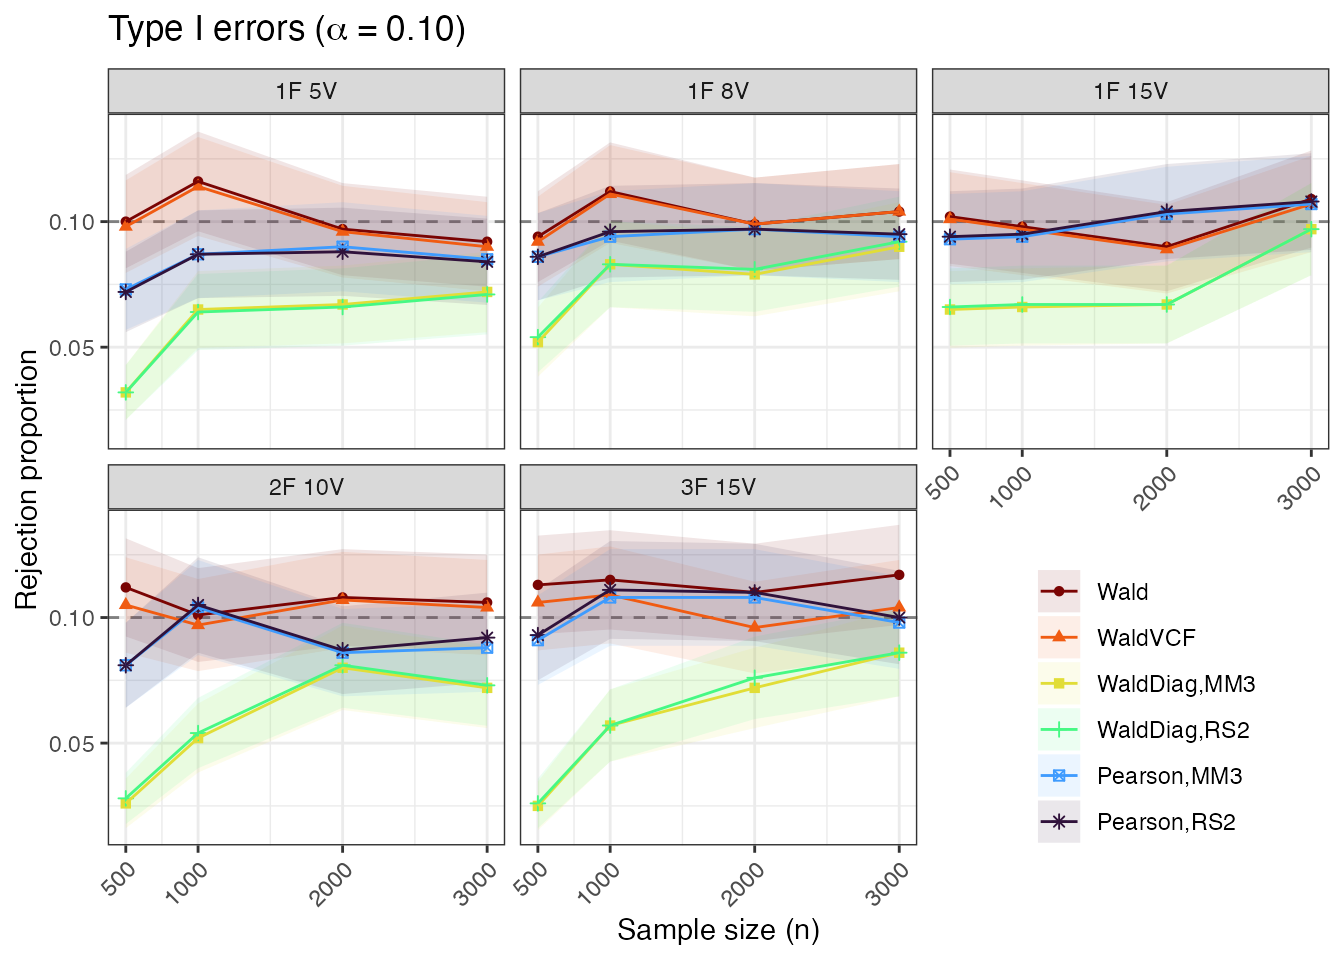 Type I errors (α = 0.10)
1F 5V
1F 8V
1F 15V
0.10
0.05
500
1000
2000
3000
2F 10V
3F 15V
0.10
0.05
500
1000
2000
3000
500
1000
2000
3000
Rejection proportion
Sample size (n)
Wald
WaldVCF
WaldDiag,MM3
WaldDiag,RS2
Pearson,MM3
Pearson,RS2